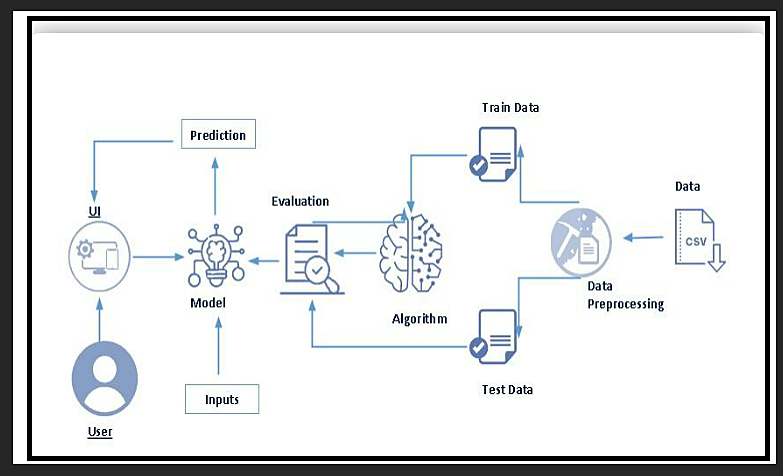 Train Data
Prediction
Data
Evaluation
UI
CSV
Data
Preprocessing
Model
Algorithm
Test Data
Inputs
User